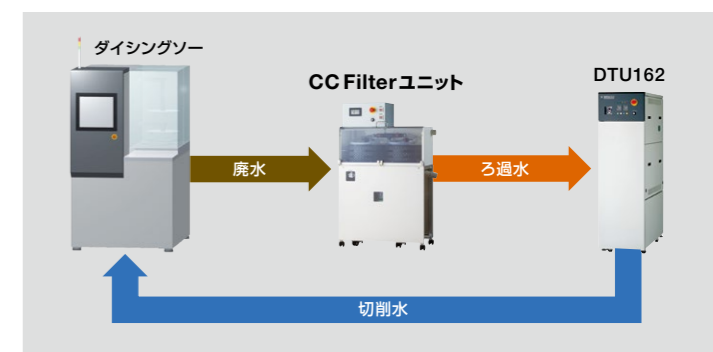 ダイシングソー
CC Filterユニット
DTU162
廃水
ろ過水
切削水